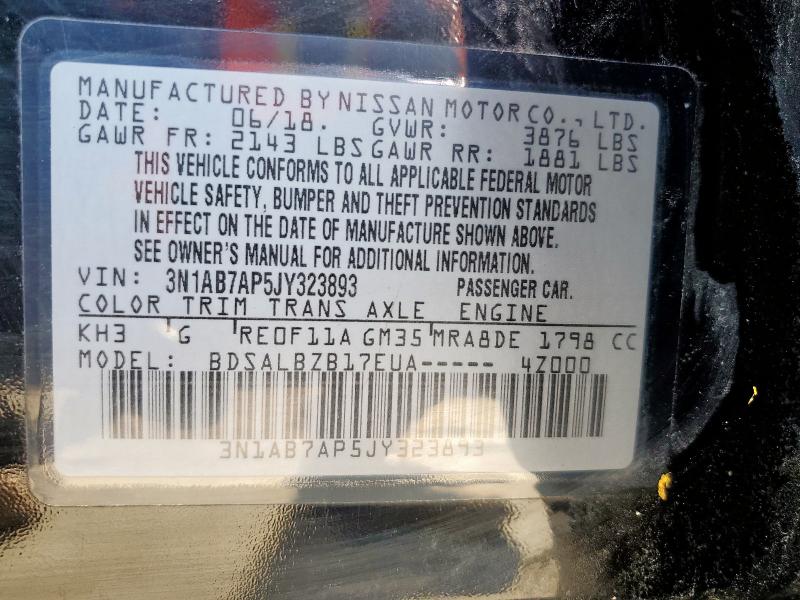 MANUFACTURED BY NISSAN MOTOR CO., LTD.
DATE: 06/18. GVWR: 3876 LBS
GAWR FR: 2143 LBS GAWR RR: 1881 LBS
THIS VEHICLE CONFORMS TO ALL APPLICABLE FEDERAL MOTOR
VEHICLE SAFETY, BUMPER AND THEFT PREVENTION STANDARDS
IN EFFECT ON THE DATE OF MANUFACTURE SHOWN ABOVE.
SEE OWNER'S MANUAL FOR ADDITIONAL INFORMATION.
VIN: 3N1AB7AP5JY323893 PASSENGER CAR.
COLOR TRIM TRANS AXLE ENGINE
KH3 G RE0F11A GM35 MRA8DE 1798 CC
MODEL: BDSALBZB17EUA----- 4Z000
3N1AB7AP5JY323893